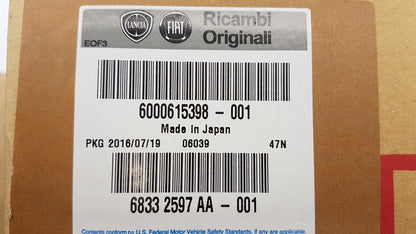 LANCIA FIAT Ricambi
Originali
EOF3
6000615398 - 001
Made In Japan
PKG 2016/07/19 06039 47N
6833 2597 AA - 001
Contents conform to U.S. Federal Motor Vehicle Safety Standards, if any are applicable.